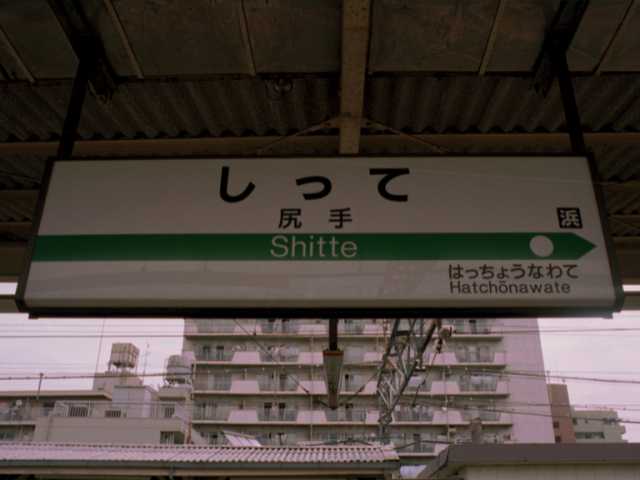 しって
尻手
浜
Shitte
はっちょうなわて
Hatchōnawate